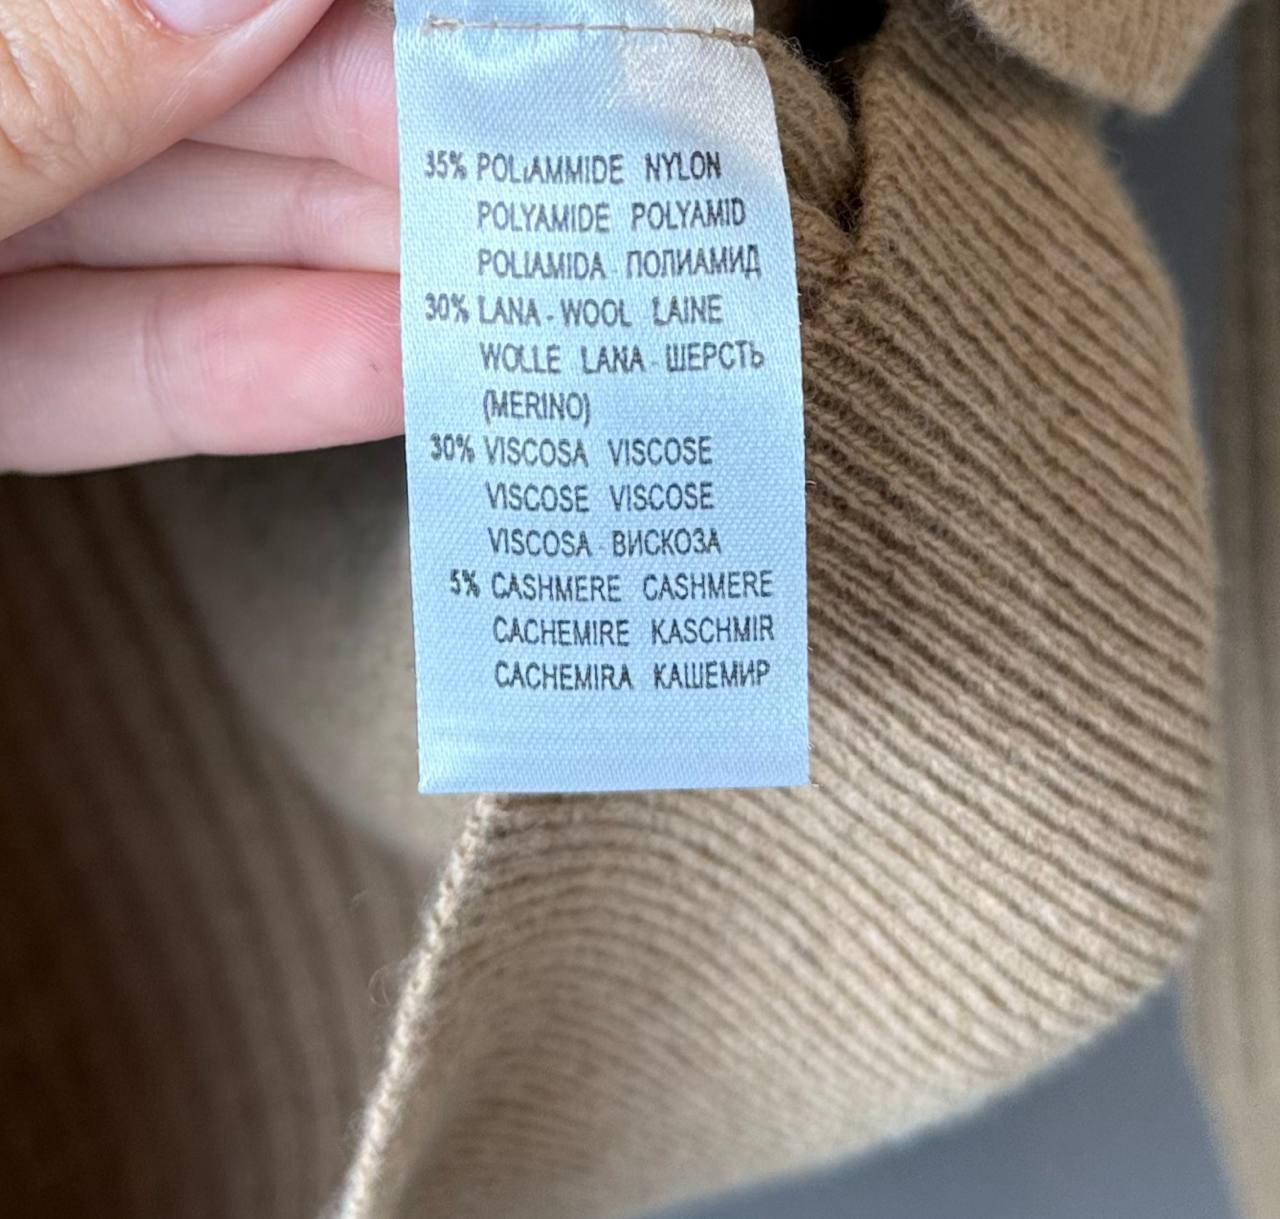 35% POLIAMMIDE NYLON
POLYAMIDE POLYAMID
POLIAMIDA - ПОЛИАМИД
30% LANA - WOOL LAINE
WOLLE LANA - ШЕРСТЬ
(MERINO)
30% VISCOSA VISCOSE
VISCOSE VISCOSE
VISCOSA - ВИСКОЗА
5% CASHMERE CASHMERE
CACHEMIRE KASCHMIR
CACHEMIRA КАШЕМИР